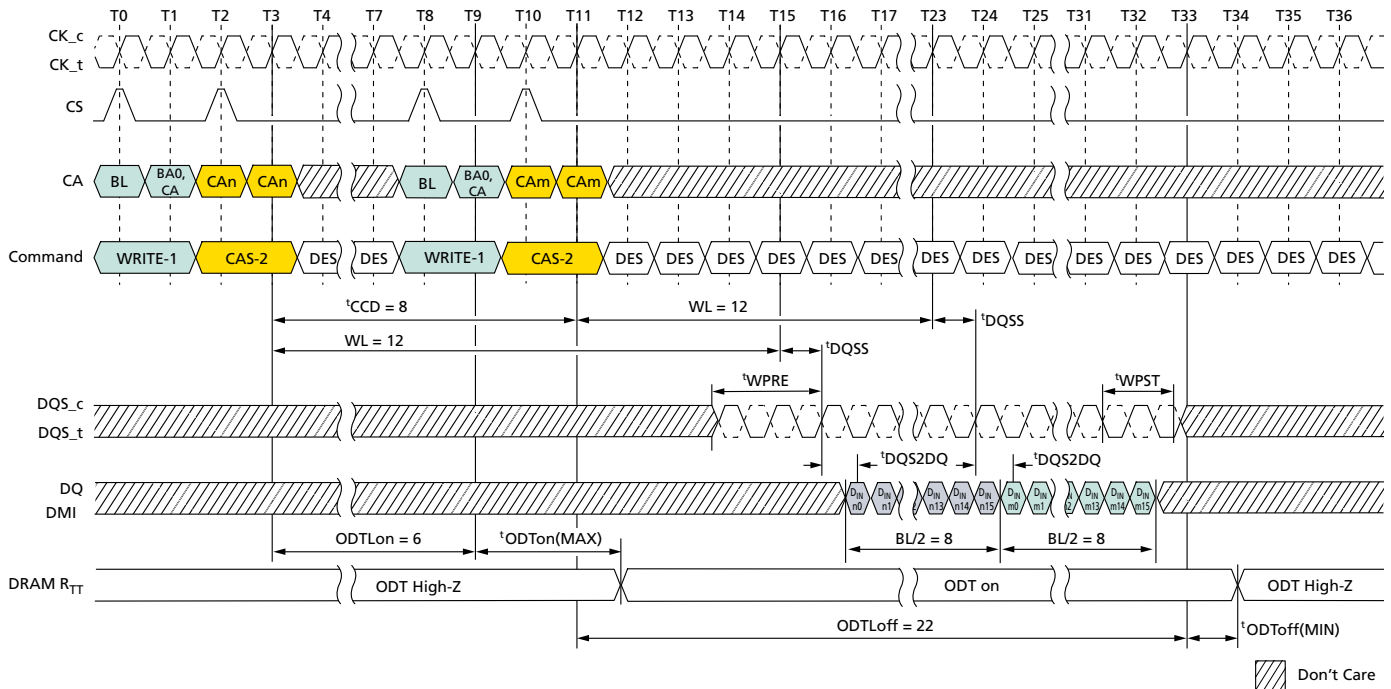 T0 T1 T2 T3 T4 T7 T8 T9 T10 T11 T12 T13 T14 T15 T16 T17 T23 T24 T25 T31 T32 T33 T34 T35 T36
CK_c
CK_t
CS
CA BL BA0, CA CAn CAn BL BA0, CA CAm CAm
Command WRITE-1 CAS-2 DES DES WRITE-1 CAS-2 DES DES DES DES DES DES DES DES DES DES DES DES DES DES DES
tCCD = 8 WL = 12 tDQSS
WL = 12 tDQSS
tWPRE tWPST
DQS_c
DQS_t
tDQS2DQ tDQS2DQ
DQ
DMI
DIN n0 DIN n1 DIN n13 DIN n14 DIN n15 DIN m0 DIN m1 DIN m13 DIN m14 DIN m15
ODTLon = 6 tODTon(MAX) BL/2 = 8 BL/2 = 8
DRAM RTT ODT High-Z ODT on ODT High-Z
ODTLoff = 22 tODToff(MIN)
Don't Care